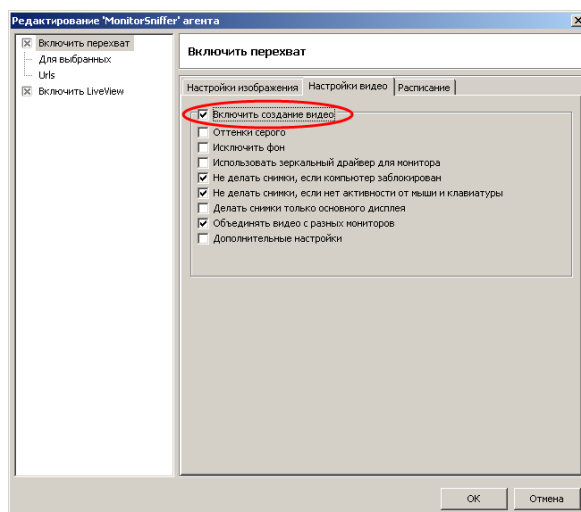 Редактирование 'MonitorSniffer' агента
Включить перехват
Для выбранных
Urls
Включить LiveView
Включить перехват
Настройки изображения Настройки видео Расписание
Включить создание видео
Оттенки серого
Исключить фон
Использовать зеркальный драйвер для монитора
Не делать снимки, если компьютер заблокирован
Не делать снимки, если нет активности от мыши и клавиатуры
Делать снимки только основного дисплея
Объединять видео с разных мониторов
Дополнительные настройки
ОК Отмена